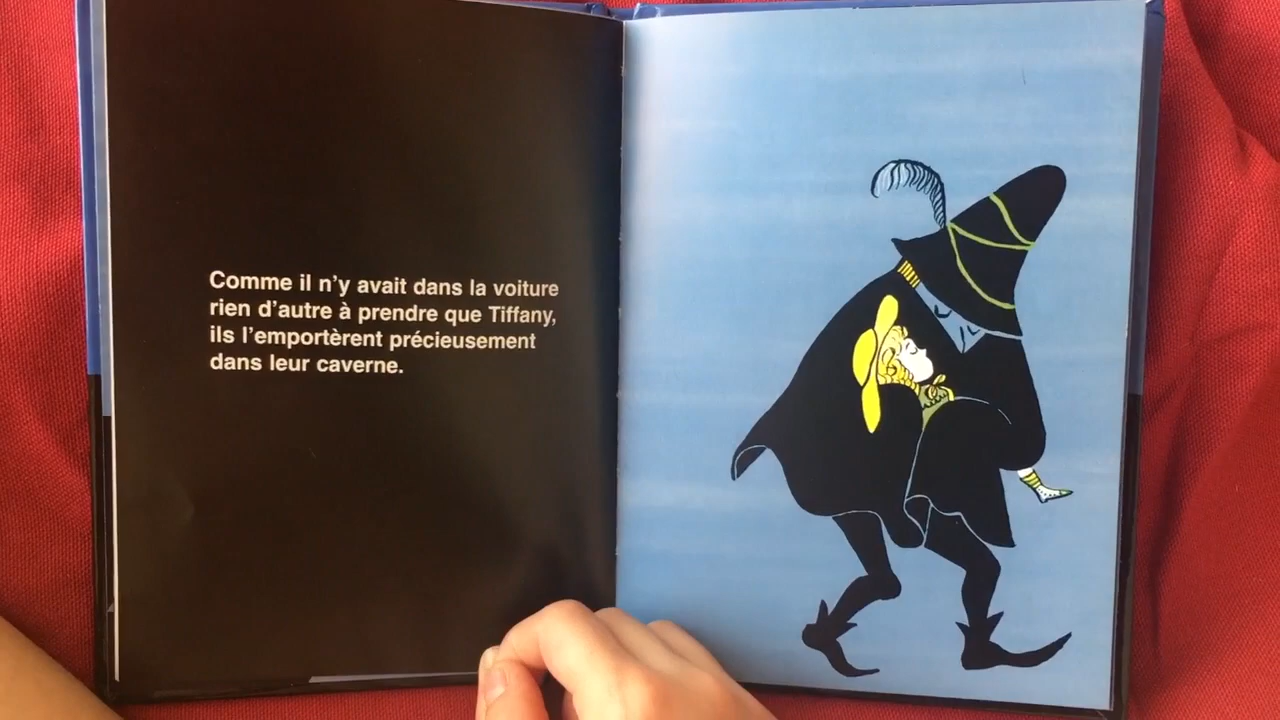 Comme il n'y avait dans la voiture
rien d'autre à prendre que Tiffany,
ils l'emportèrent précieusement
dans leur caverne.